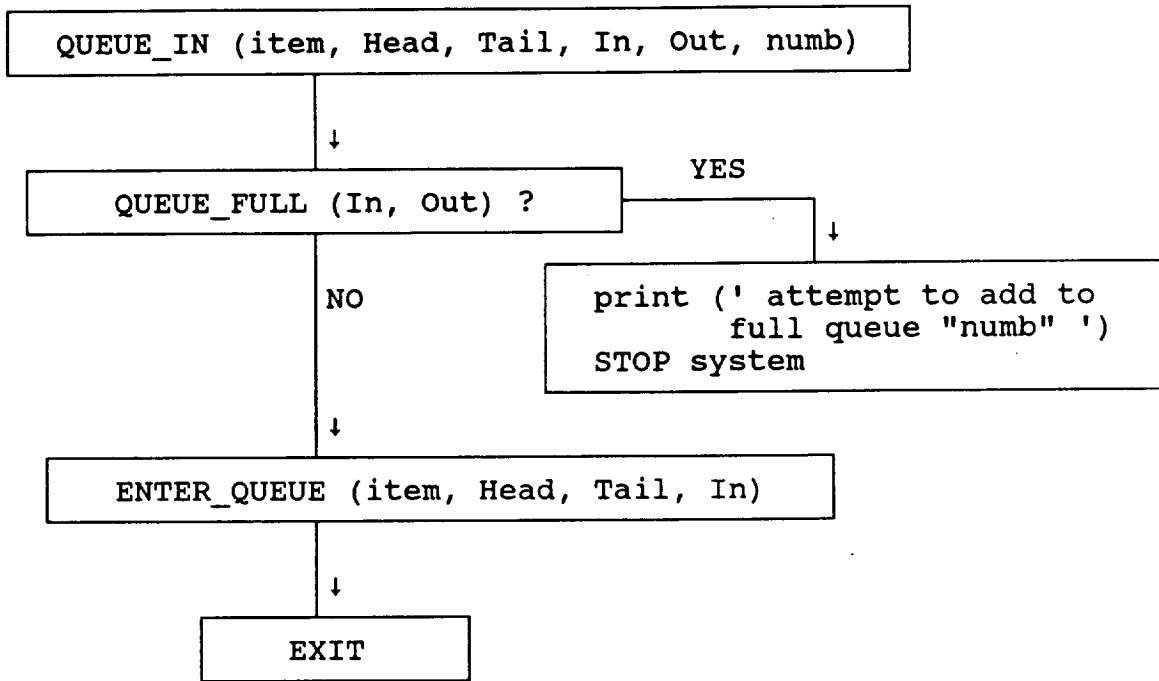 QUEUE_IN (item, Head, Tail, In, Out, numb)
QUEUE_FULL (In, Out) ?
YES
NO
print (' attempt to add to
full queue "numb" ')
STOP system
ENTER_QUEUE (item, Head, Tail, In)
EXIT